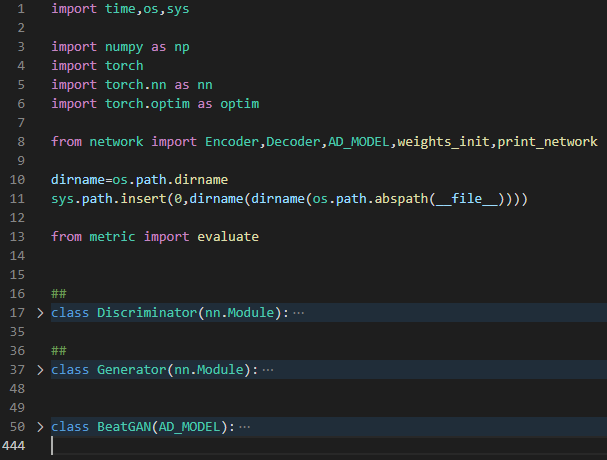 1 import time,os,sys
2
3 import numpy as np
4 import torch
5 import torch.nn as nn
6 import torch.optim as optim
7
8 from network import Encoder,Decoder,AD_MODEL,weights_init,print_network
9
10 dirname=os.path.dirname
11 sys.path.insert(0,dirname(dirname(os.path.abspath(__file__))))
12
13 from metric import evaluate
14
15
16 ##
17 > class Discriminator(nn.Module):···
35
36 ##
37 > class Generator(nn.Module):···
48
49
50 > class BeatGAN(AD_MODEL):···
444